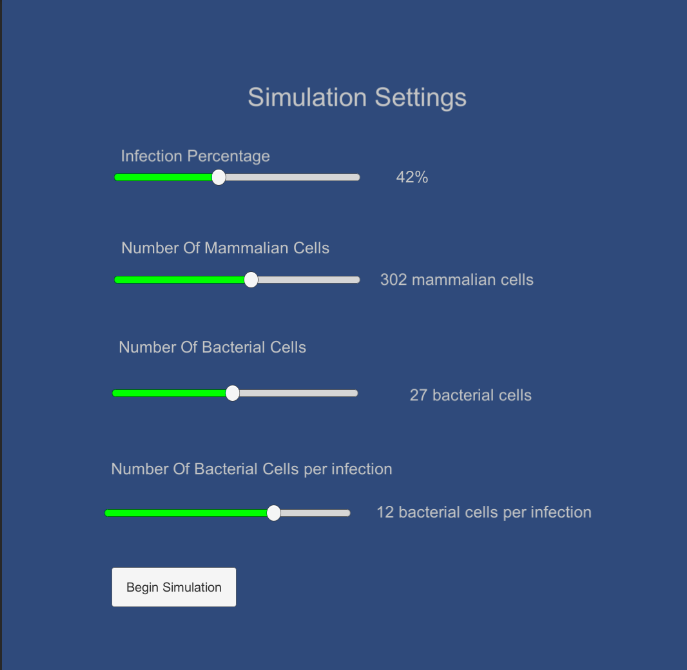 Simulation Settings
Infection Percentage
42%
Number Of Mammalian Cells
302 mammalian cells
Number Of Bacterial Cells
27 bacterial cells
Number Of Bacterial Cells per infection
12 bacterial cells per infection
Begin Simulation